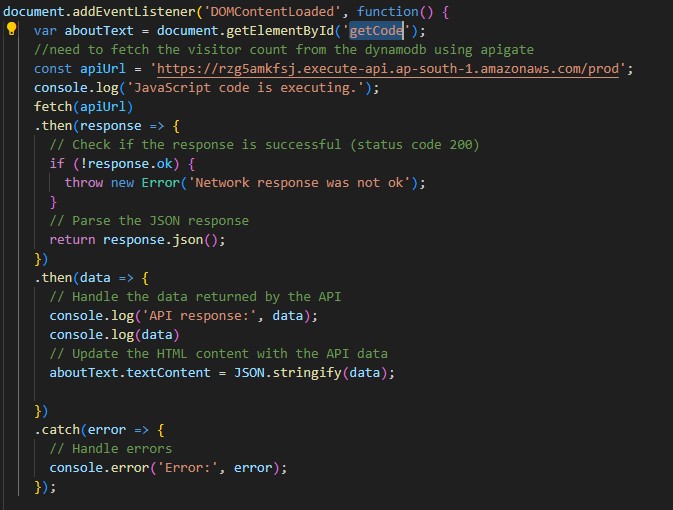 document.addEventListener('DOMContentLoaded', function() {
var aboutText = document.getElementById('getCode');
//need to fetch the visitor count from the dynamodb using apigate
const apiUrl = 'https://rzg5amkfsj.execute-api.ap-south-1.amazonaws.com/prod';
console.log('JavaScript code is executing.');
fetch(apiUrl)
.then(response => {
// Check if the response is successful (status code 200)
if (!response.ok) {
throw new Error('Network response was not ok');
}
// Parse the JSON response
return response.json();
})
.then(data => {
// Handle the data returned by the API
console.log('API response:', data);
console.log(data)
// Update the HTML content with the API data
aboutText.textContent = JSON.stringify(data);
})
.catch(error => {
// Handle errors
console.error('Error:', error);
});